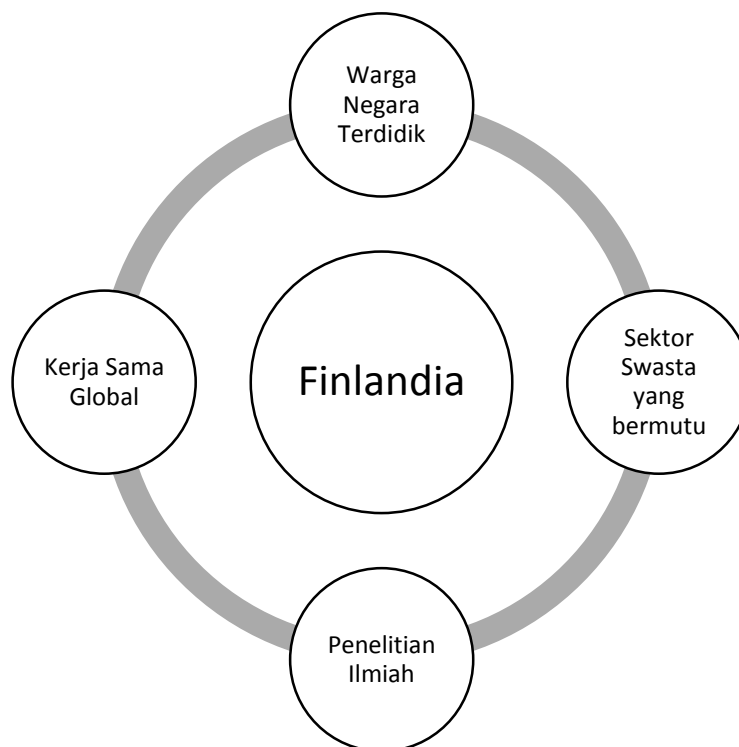 Warga
Negara
Terdidik
Kerja Sama
Global
Finlandia
Sektor
Swasta
yang
bermutu
Penelitian
Ilmiah